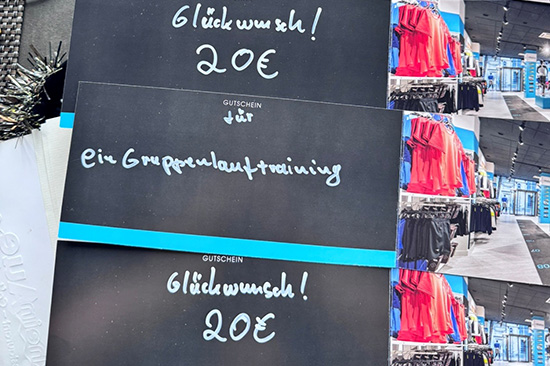 Glückwunsch!
20€
GUTSCHEIN
für
ein Gruppenlauftraining
GUTSCHEIN
Glückwunsch!
20€